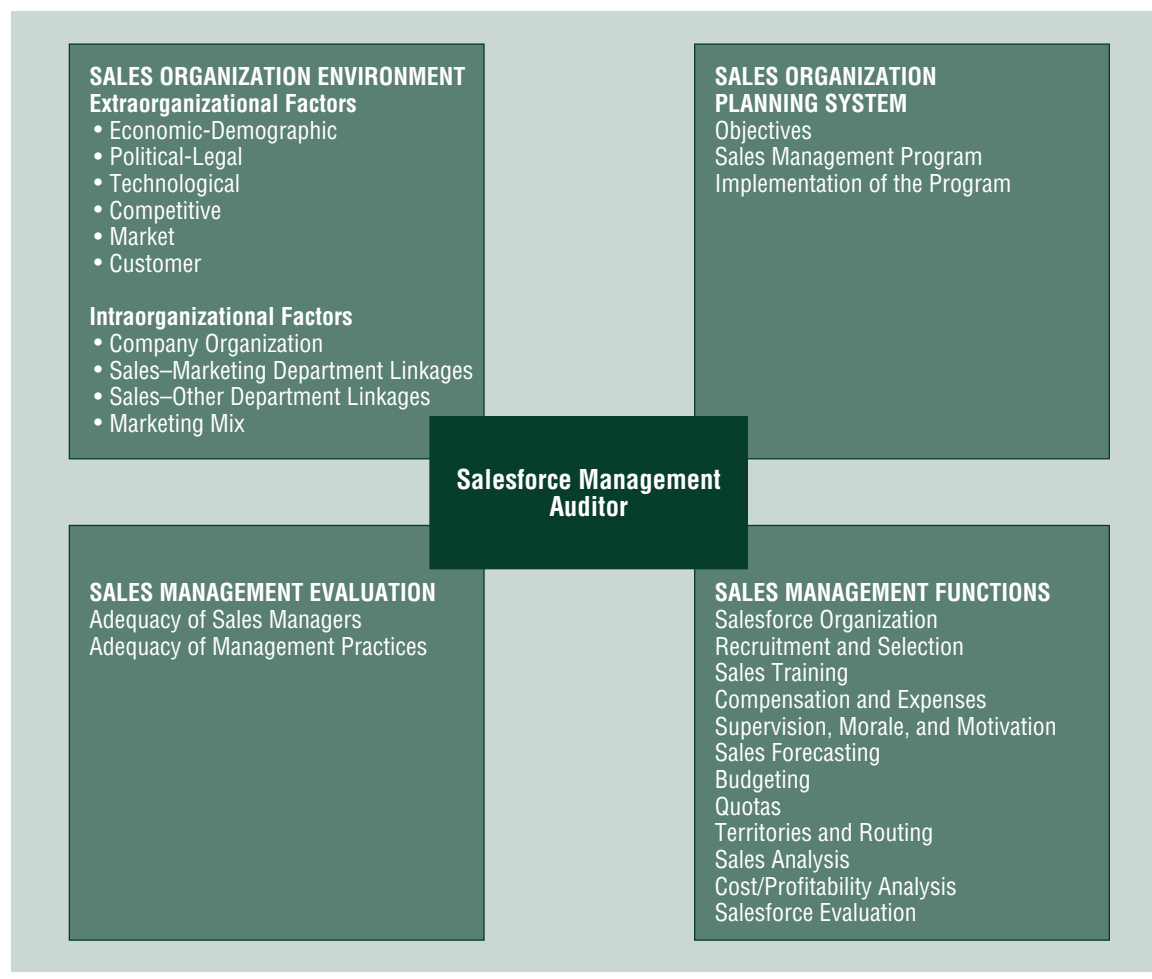 SALES ORGANIZATION ENVIRONMENT
Extraorganizational Factors
• Economic-Demographic
• Political-Legal
• Technological
• Competitive
• Market
• Customer
Intraorganizational Factors
• Company Organization
• Sales–Marketing Department Linkages
• Sales–Other Department Linkages
• Marketing Mix
SALES ORGANIZATION
PLANNING SYSTEM
Objectives
Sales Management Program
Implementation of the Program
Salesforce Management
Auditor
SALES MANAGEMENT EVALUATION
Adequacy of Sales Managers
Adequacy of Management Practices
SALES MANAGEMENT FUNCTIONS
Salesforce Organization
Recruitment and Selection
Sales Training
Compensation and Expenses
Supervision, Morale, and Motivation
Sales Forecasting
Budgeting
Quotas
Territories and Routing
Sales Analysis
Cost/Profitability Analysis
Salesforce Evaluation